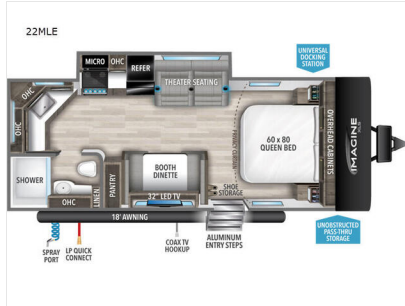 22MLE
UNIVERSAL
DOCKING
STATION
MICRO
OHC
REFER
THEATER SEATING
OHC
OHC
PRIVACY CURTAIN
60 x 80
QUEEN BED
OVERHEAD CABINETS
IMAGINE
SHOWER
LINEN
PANTRY
BOOTH
DINETTE
SHOE
STORAGE
OHC
32" LED TV
18' AWNING
UNOBSTRUCTED
PASS-THRU
STORAGE
SPRAY
PORT
LP QUICK
CONNECT
COAX TV
HOOKUP
ALUMINUM
ENTRY STEPS